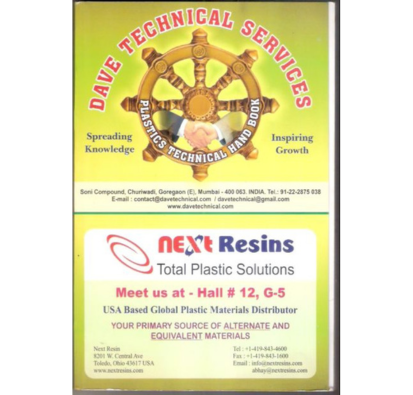 DAVE TECHNICAL SERVICES
PLASTICS TECHNICAL HAND BOOK
Spreading Knowledge
Inspiring Growth
Soni Compound, Churiwadi, Goregaon (E), Mumbai - 400 063. INDIA. Tel.: 91-22-2875 038
E-mail : contact@davetechnical.com / davetechnical@gmail.com
www.davetechnical.com
NEXt Resins
Total Plastic Solutions
Meet us at - Hall # 12, G-5
USA Based Global Plastic Materials Distributor
YOUR PRIMARY SOURCE OF ALTERNATE AND
EQUIVALENT MATERIALS
Next Resin
8201 W. Central Ave
Toledo, Ohio 43617 USA
www.nextresins.com
Tel : +1-419-843-4600
Fax : +1-419-843-1600
Email : info@nextresins.com
abhay@nextresins.com